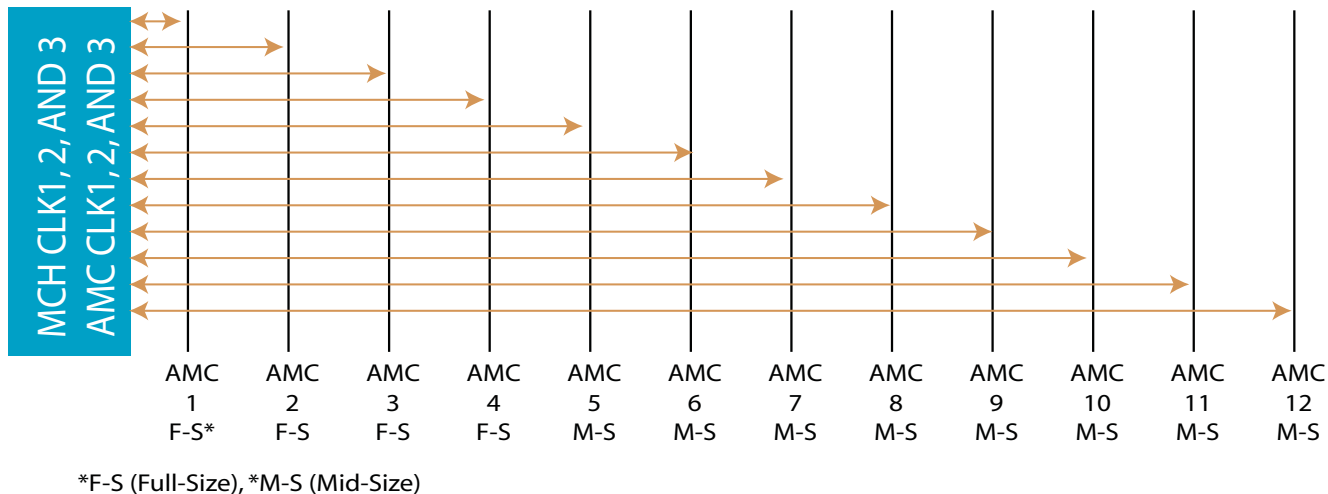 MCH CLK1, 2, AND 3
AMC CLK1, 2, AND 3
AMC AMC AMC AMC AMC AMC AMC AMC AMC AMC AMC AMC
1 2 3 4 5 6 7 8 9 10 11 12
F-S* F-S F-S F-S M-S M-S M-S M-S M-S M-S M-S M-S
*F-S (Full-Size), *M-S (Mid-Size)